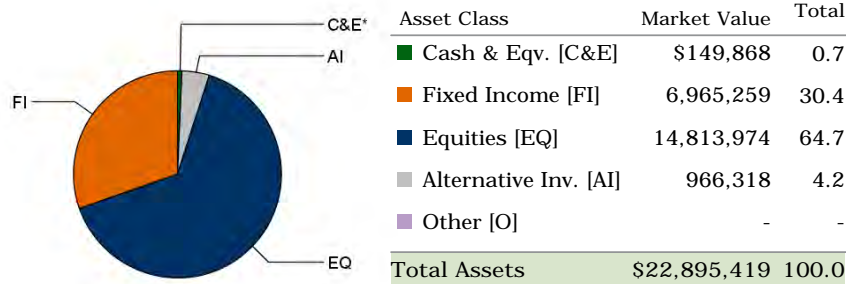 C&E*
AI
FI
EQ
Asset Class Market Value Total
Cash & Eqv. [C&E] $149,868 0.7
Fixed Income [FI] 6,965,259 30.4
Equities [EQ] 14,813,974 64.7
Alternative Inv. [AI] 966,318 4.2
Other [O] - -
Total Assets $22,895,419 100.0